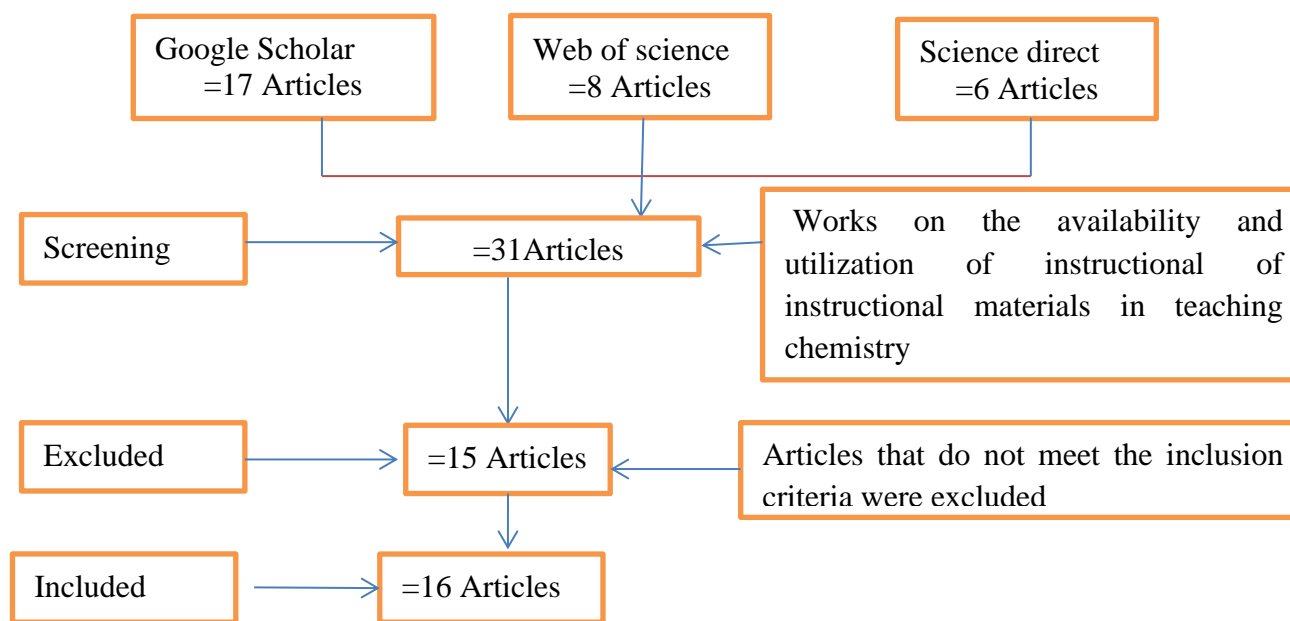 Google Scholar
=17 Articles
Web of science
=8 Articles
Science direct
=6 Articles
Screening
=31Articles
Works on the availability and
utilization of instructional of
instructional materials in teaching
chemistry
Excluded
=15 Articles
Articles that do not meet the inclusion
criteria were excluded
Included
=16 Articles